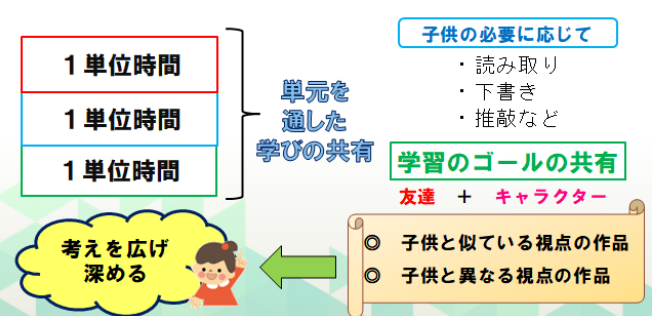 １単位時間
１単位時間
１単位時間
単元を
通した
学びの共有
子供の必要に応じて
・読み取り
・下書き
・推敲など
学習のゴールの共有
友達　＋　キャラクター
◎　子供と似ている視点の作品
◎　子供と異なる視点の作品
考えを広げ
深める